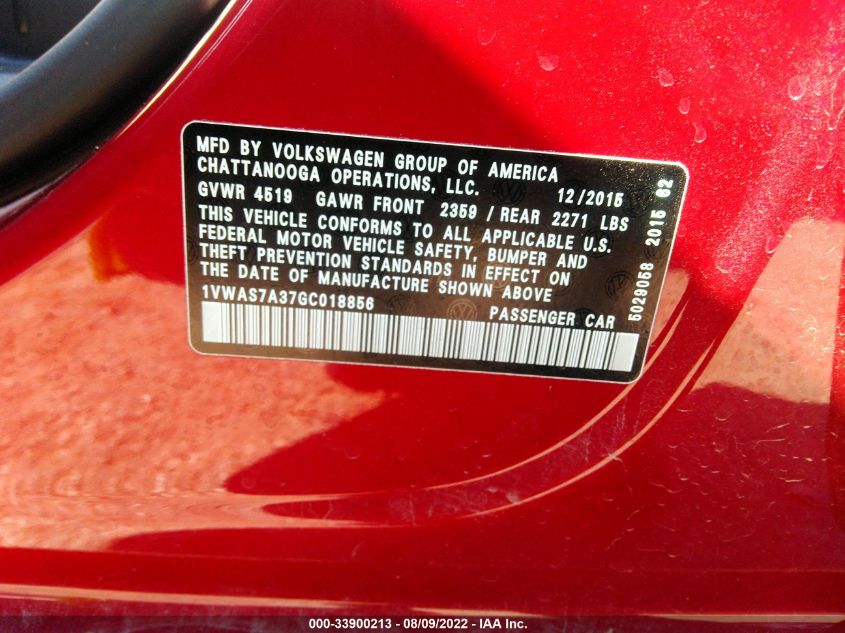 MFD BY VOLKSWAGEN GROUP OF AMERICA
CHATTANOOGA OPERATIONS, LLC. 12/2015
GVWR 4519 GAWR FRONT 2359 / REAR 2271 LBS
THIS VEHICLE CONFORMS TO ALL APPLICABLE U.S.
FEDERAL MOTOR VEHICLE SAFETY, BUMPER AND
THEFT PREVENTION STANDARDS IN EFFECT ON
THE DATE OF MANUFACTURE SHOWN ABOVE
1VWAS7A37GC018856 PASSENGER CAR
5029058 2015 62
000-33900213 - 08/09/2022 - IAA Inc.